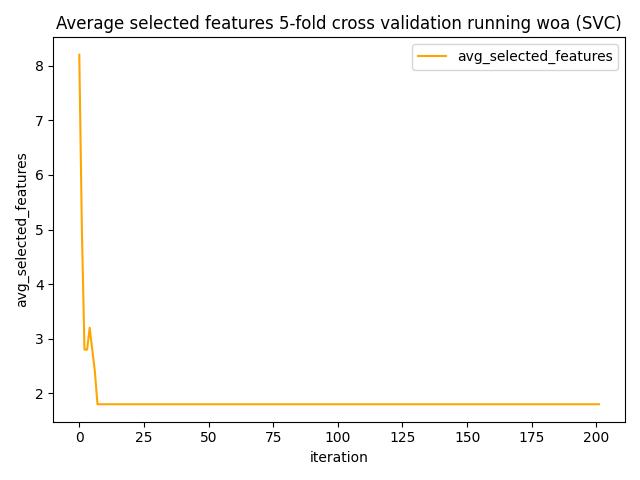 Average selected features 5-fold cross validation running woa (SVC)
avg_selected_features
avg_selected_features
8
7
6
5
4
3
2
0 25 50 75 100 125 150 175 200
iteration